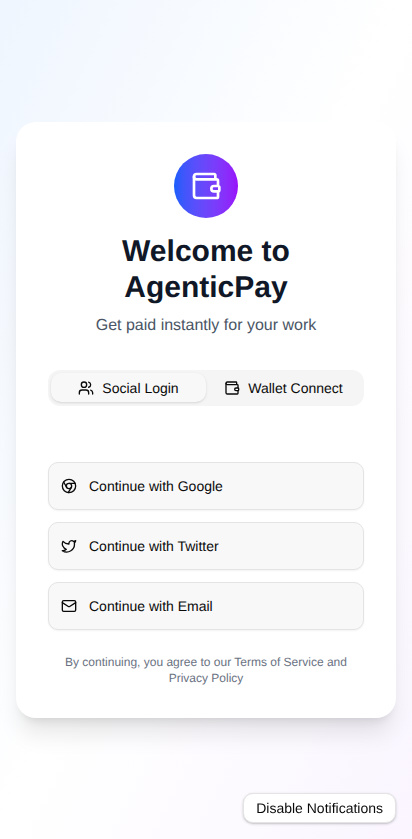 Welcome to
AgenticPay
Get paid instantly for your work
Social Login
Wallet Connect
Continue with Google
Continue with Twitter
Continue with Email
By continuing, you agree to our Terms of Service and
Privacy Policy
Disable Notifications